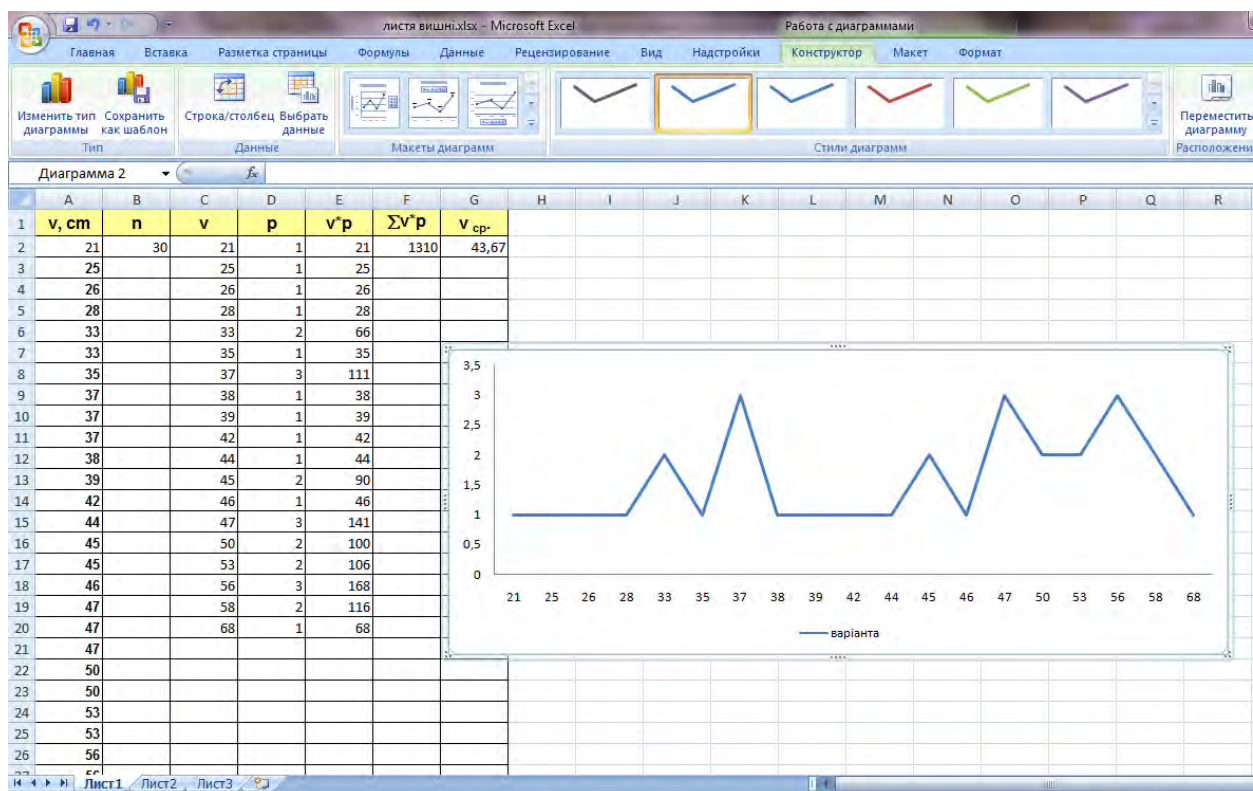 листя вишні.xlsx - Microsoft Excel
Работа с диаграммами
Главная Вставка Разметка страницы Формулы Данные Рецензирование Вид Надстройки Конструктор Макет Формат
Изменить тип диаграммы
Сохранить как шаблон
Строка/столбец
Выбрать данные
Переместить диаграмму
Тип Данные Макеты диаграмм Стили диаграмм
Диаграмма 2 fx
A B C D E F G H I J K L M N O P Q R
1 v, cm n v p v*p ∑v*p v ср.
2 21 30 21 1 21 1310 43,67
3 25 25 1 25
4 26 26 1 26
5 28 28 1 28
6 33 33 2 66
7 33 35 1 35
8 35 37 3 111
9 37 38 1 38
10 37 39 1 39
11 37 42 1 42
12 38 44 1 44
13 39 45 2 90
14 42 46 1 46
15 44 47 3 141
16 45 50 2 100
17 45 53 2 106
18 46 56 3 168
19 47 58 2 116
20 47 68 1 68
21 47
22 50
23 50
24 53
25 53
26 56
3,5
3
2,5
2
1,5
1
0,5
0
21 25 26 28 33 35 37 38 39 42 44 45 46 47 50 53 56 58 68
варіанта
Лист1 Лист2 Лист3